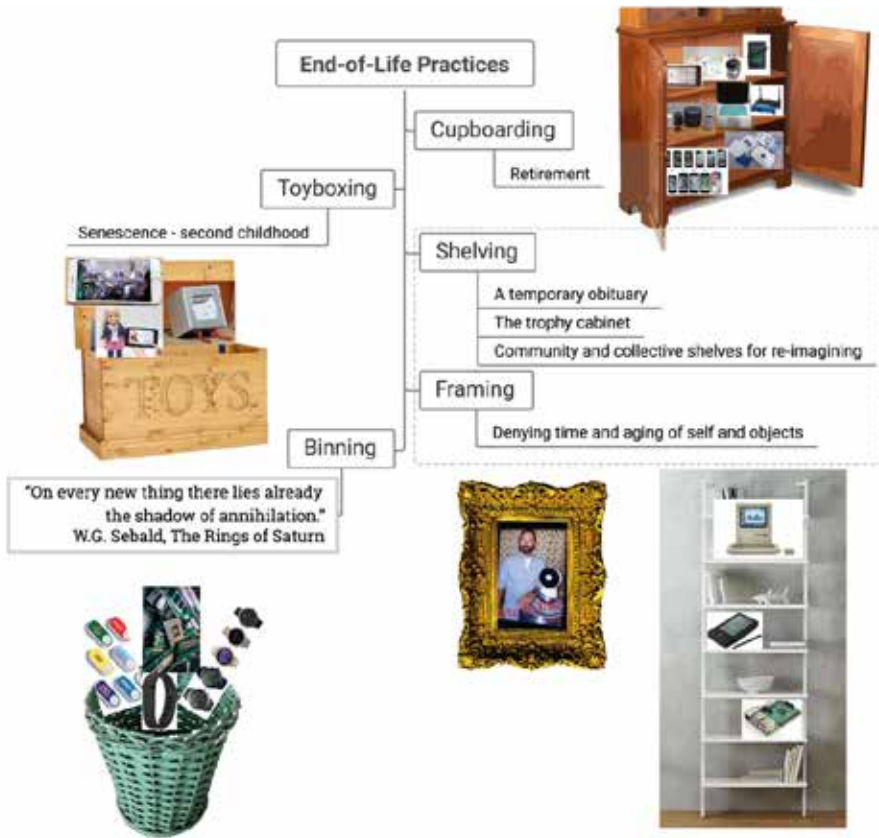 End-of-Life Practices
Cupboarding
Retirement
Toyboxing
Senescence - second childhood
Shelving
A temporary obituary
The trophy cabinet
Community and collective shelves for re-imagining
Framing
Denying time and aging of self and objects
TOYS
Binning
“On every new thing there lies already
the shadow of annihilation.”
W.G. Sebald, The Rings of Saturn